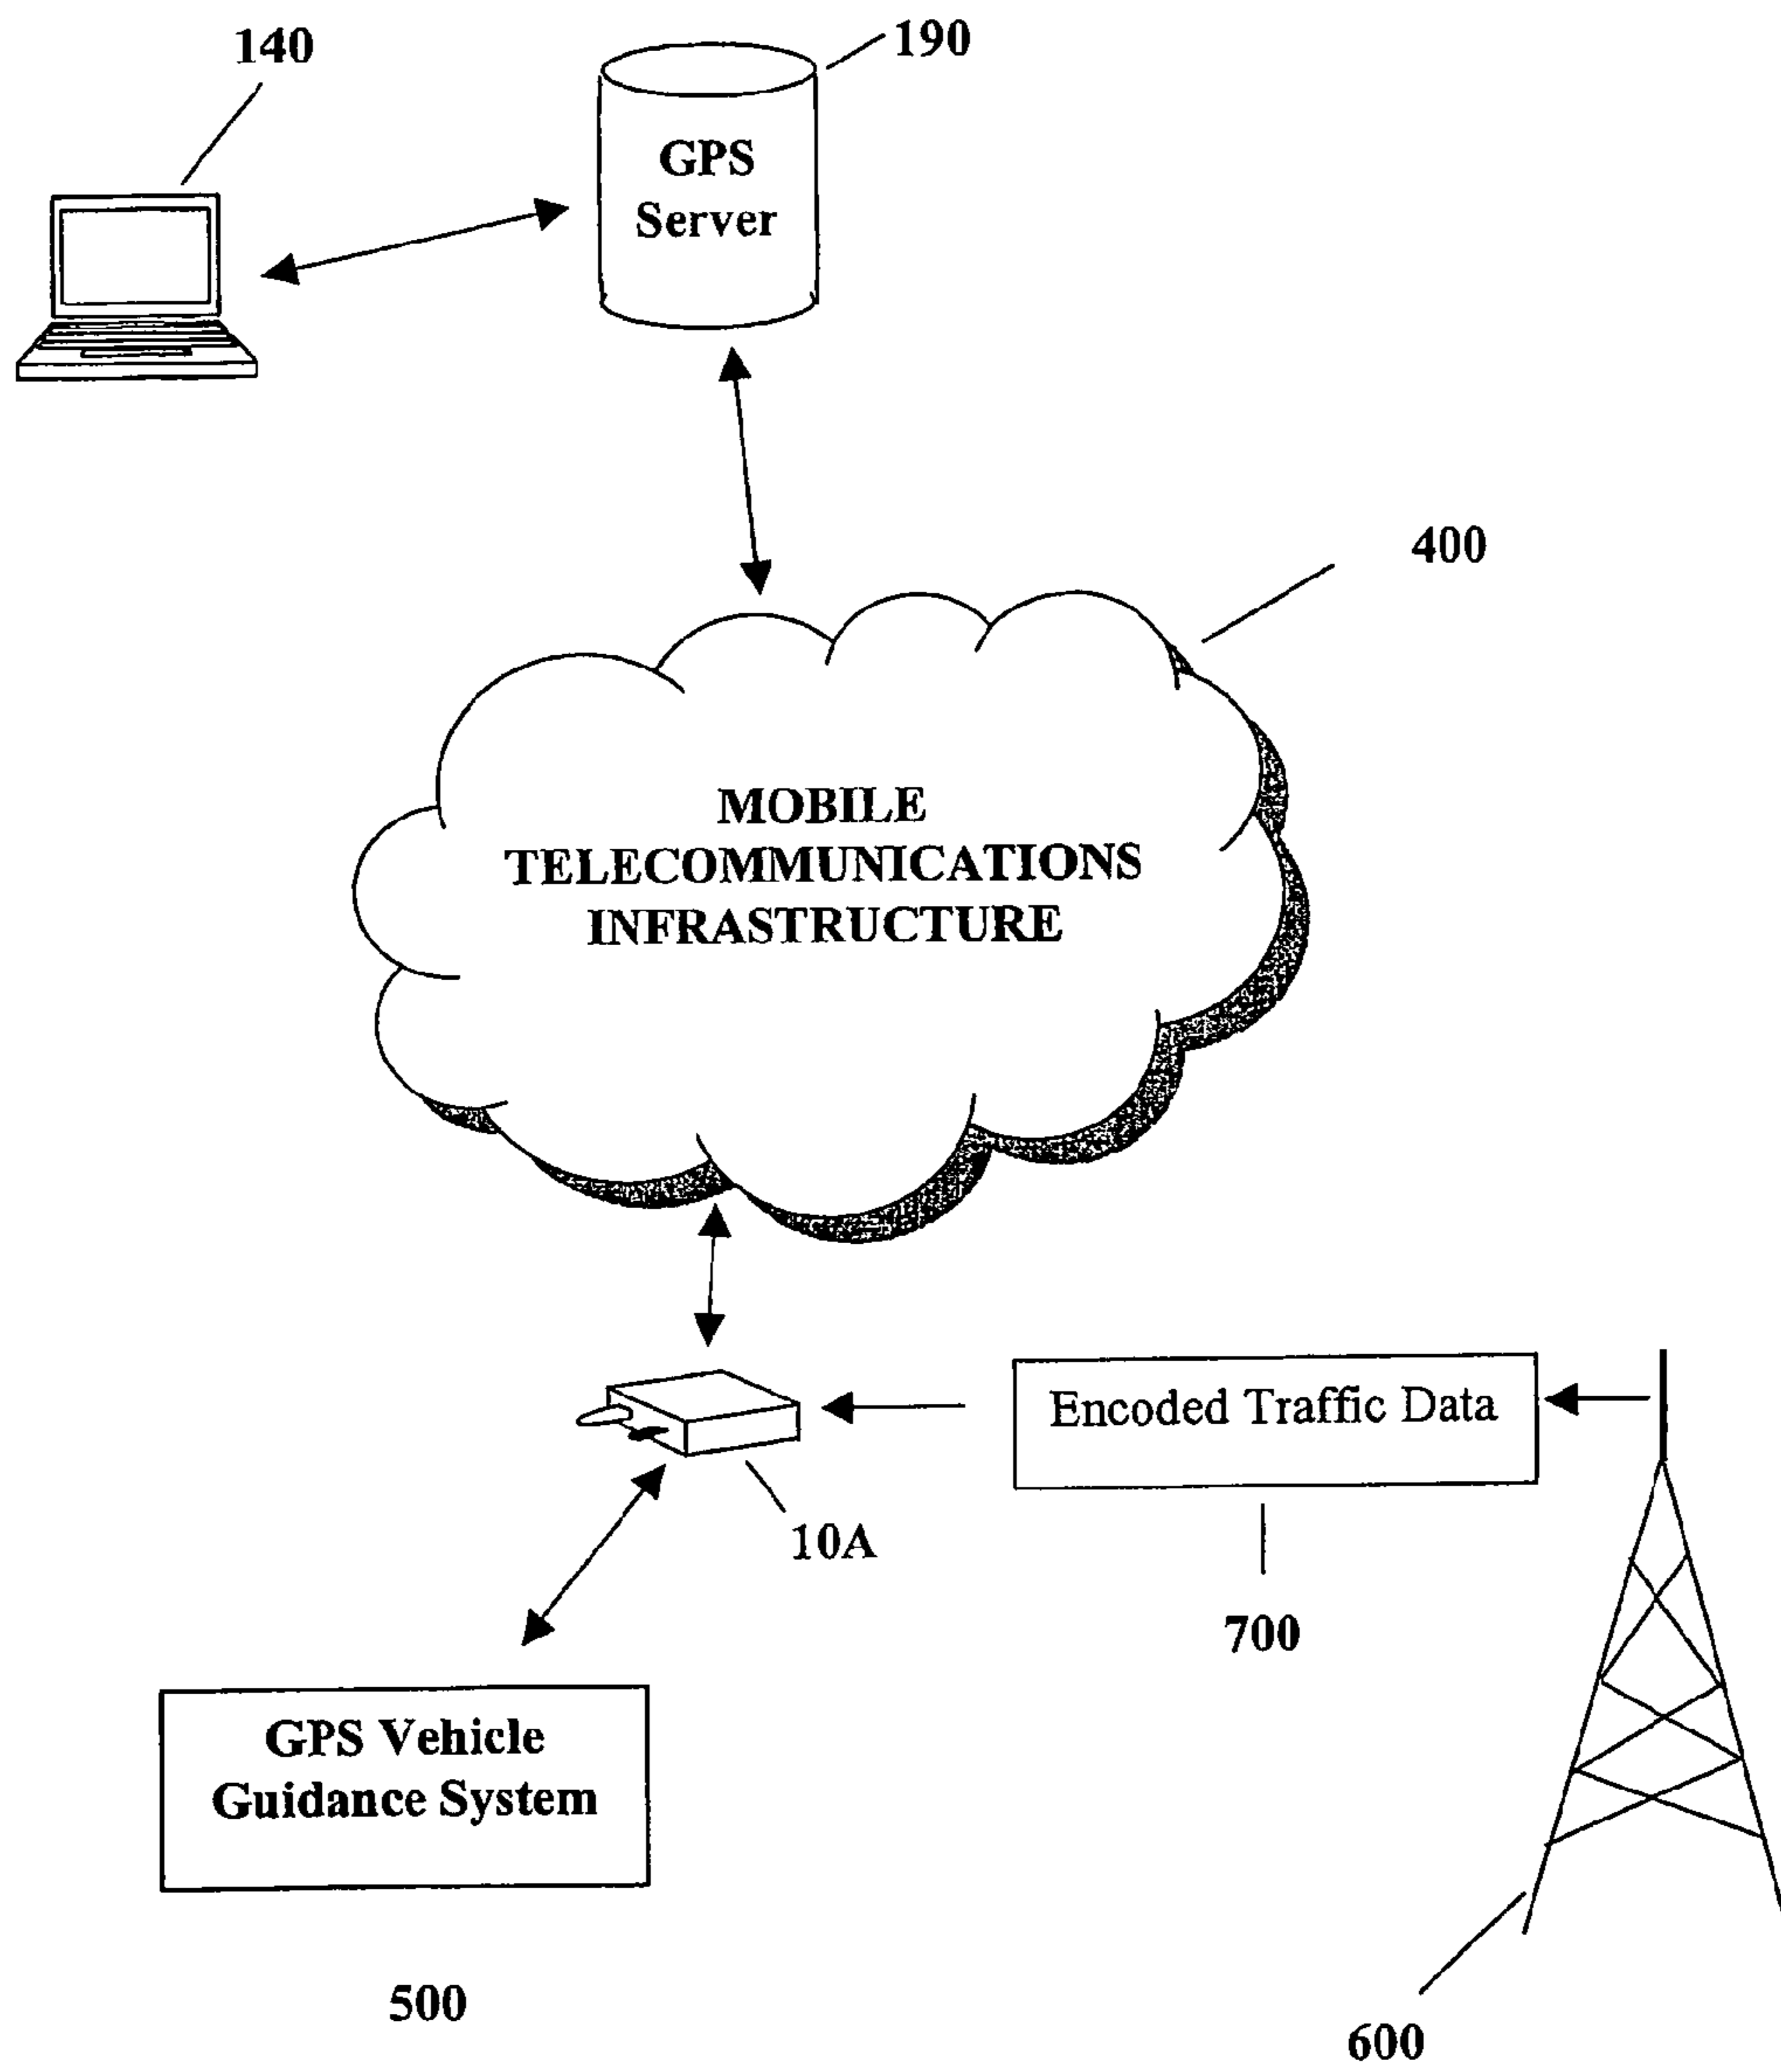 140
190
GPS
Server
400
MOBILE
TELECOMMUNICATIONS
INFRASTRUCTURE
Encoded Traffic Data
10A
700
GPS Vehicle
Guidance System
500
600